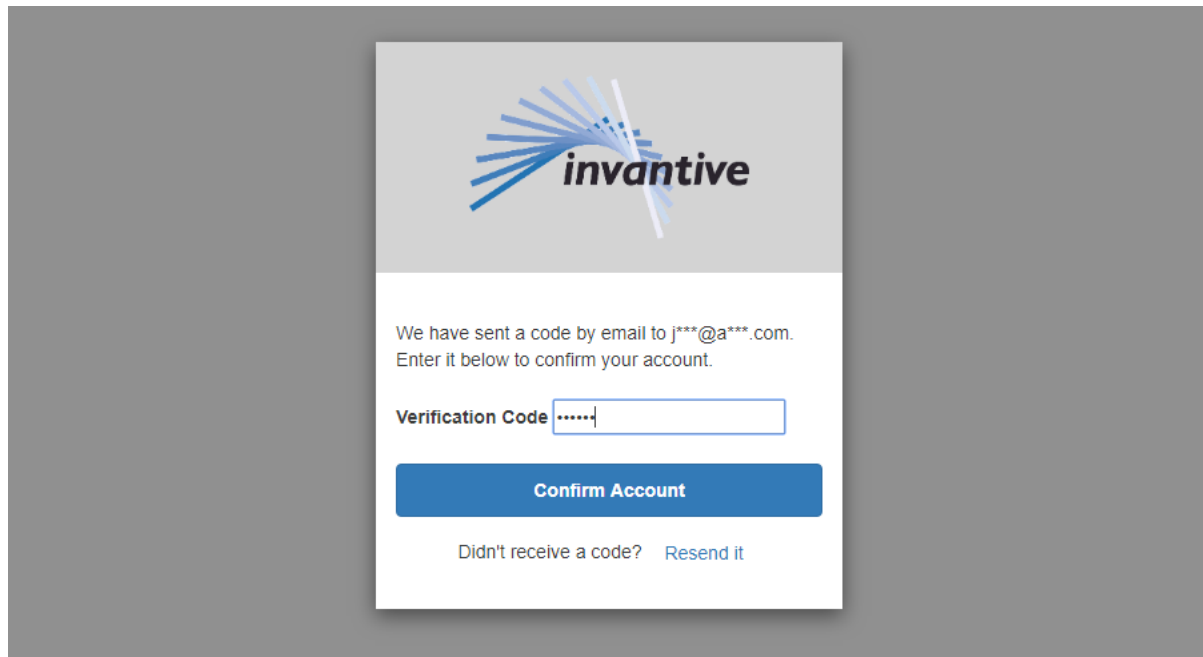 invantive
We have sent a code by email to j***@a***.com.
Enter it below to confirm your account.
Verification Code ••••••
Confirm Account
Didn't receive a code? Resend it